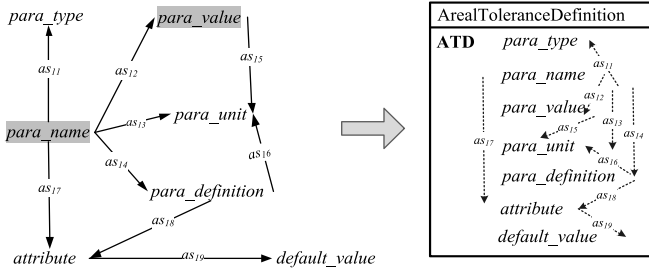 para_type
para_value
as11
as12
as15
para_name
as13
para_unit
as14
as16
as17
para_definition
as18
attribute
as19
default_value
ArealToleranceDefinition
ATD
para_type
as11
para_name
as12
para_value
as13
as14
as15
as17
para_unit
as16
para_definition
as18
attribute
as19
default_value